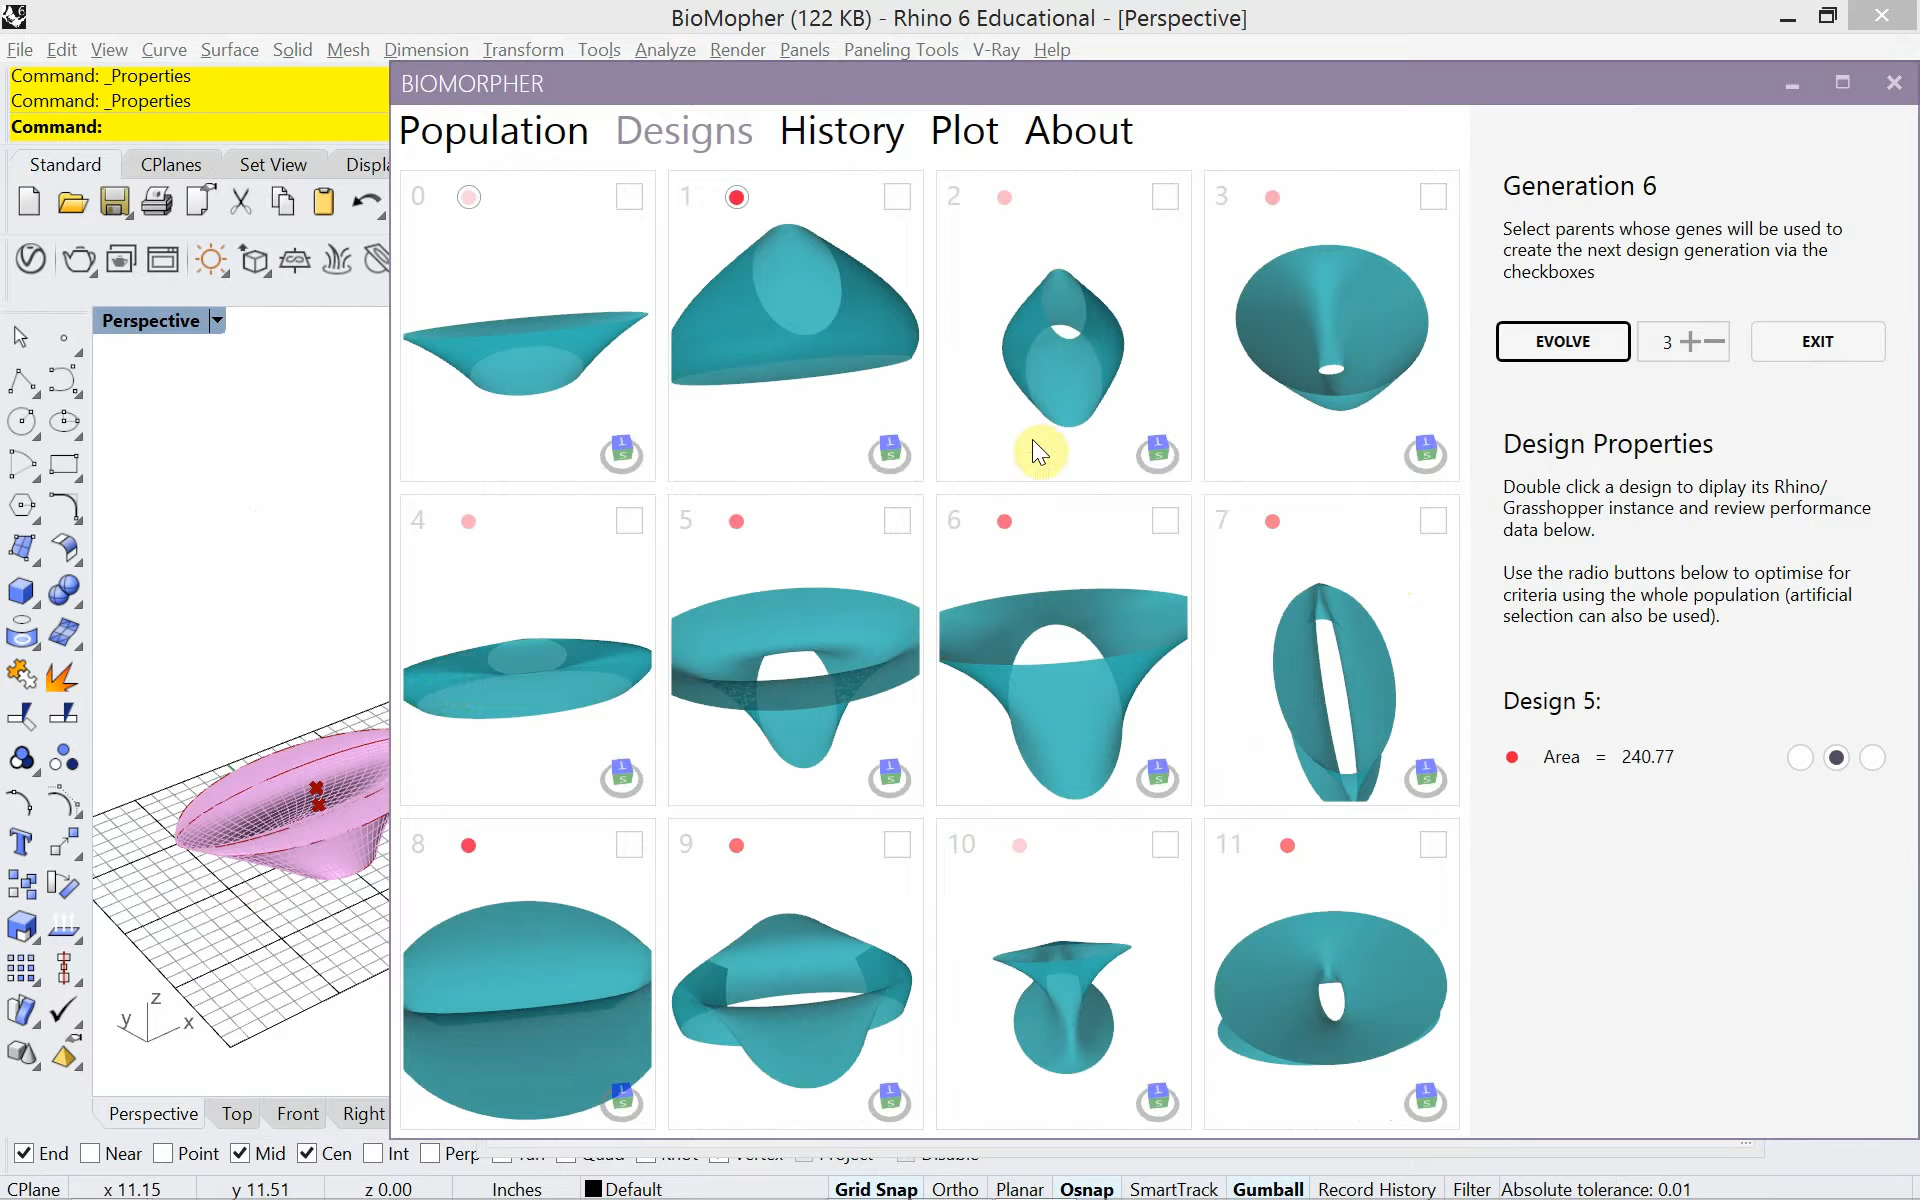 BioMopher (122 KB) - Rhino 6 Educational - [Perspective]
File Edit View Curve Surface Solid Mesh Dimension Transform Tools Analyze Render Panels Paneling Tools V-Ray Help
Command: _Properties
Command: _Properties
Command:
Standard CPlanes Set View
Perspective
z
y x
Perspective Top Front Right
BIOMORPHER
Population Designs History Plot About
0 1 2 3
4 5 6 7
8 9 10 11
Generation 6
Select parents whose genes will be used to
create the next design generation via the
checkboxes
EVOLVE 3 EXIT
Design Properties
Double click a design to diplay its Rhino/
Grasshopper instance and review performance
data below.
Use the radio buttons below to optimise for
criteria using the whole population (artificial
selection can also be used).
Design 5:
Area = 240.77
End Near Point Mid Cen Int Perp
CPlane x 11.15 y 11.51 z 0.00 Inches Default Grid Snap Ortho Planar Osnap SmartTrack Gumball Record History Filter Absolute tolerance: 0.01